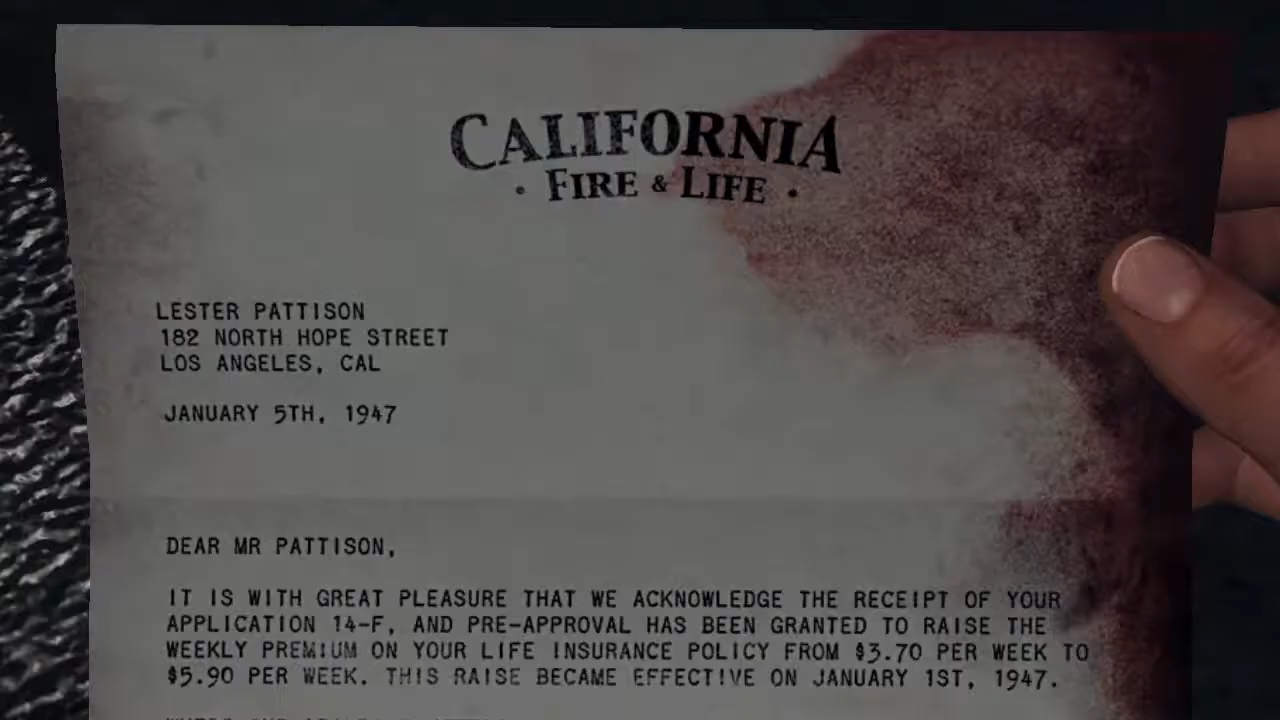 CALIFORNIA
• FIRE & LIFE •
LESTER PATTISON
182 NORTH HOPE STREET
LOS ANGELES, CAL
JANUARY 5TH, 1947
DEAR MR PATTISON,
IT IS WITH GREAT PLEASURE THAT WE ACKNOWLEDGE THE RECEIPT OF YOUR
APPLICATION 14-F, AND PRE-APPROVAL HAS BEEN GRANTED TO RAISE THE
WEEKLY PREMIUM ON YOUR LIFE INSURANCE POLICY FROM $3.70 PER WEEK TO
$5.90 PER WEEK. THIS RAISE BECAME EFFECTIVE ON JANUARY 1ST, 1947.